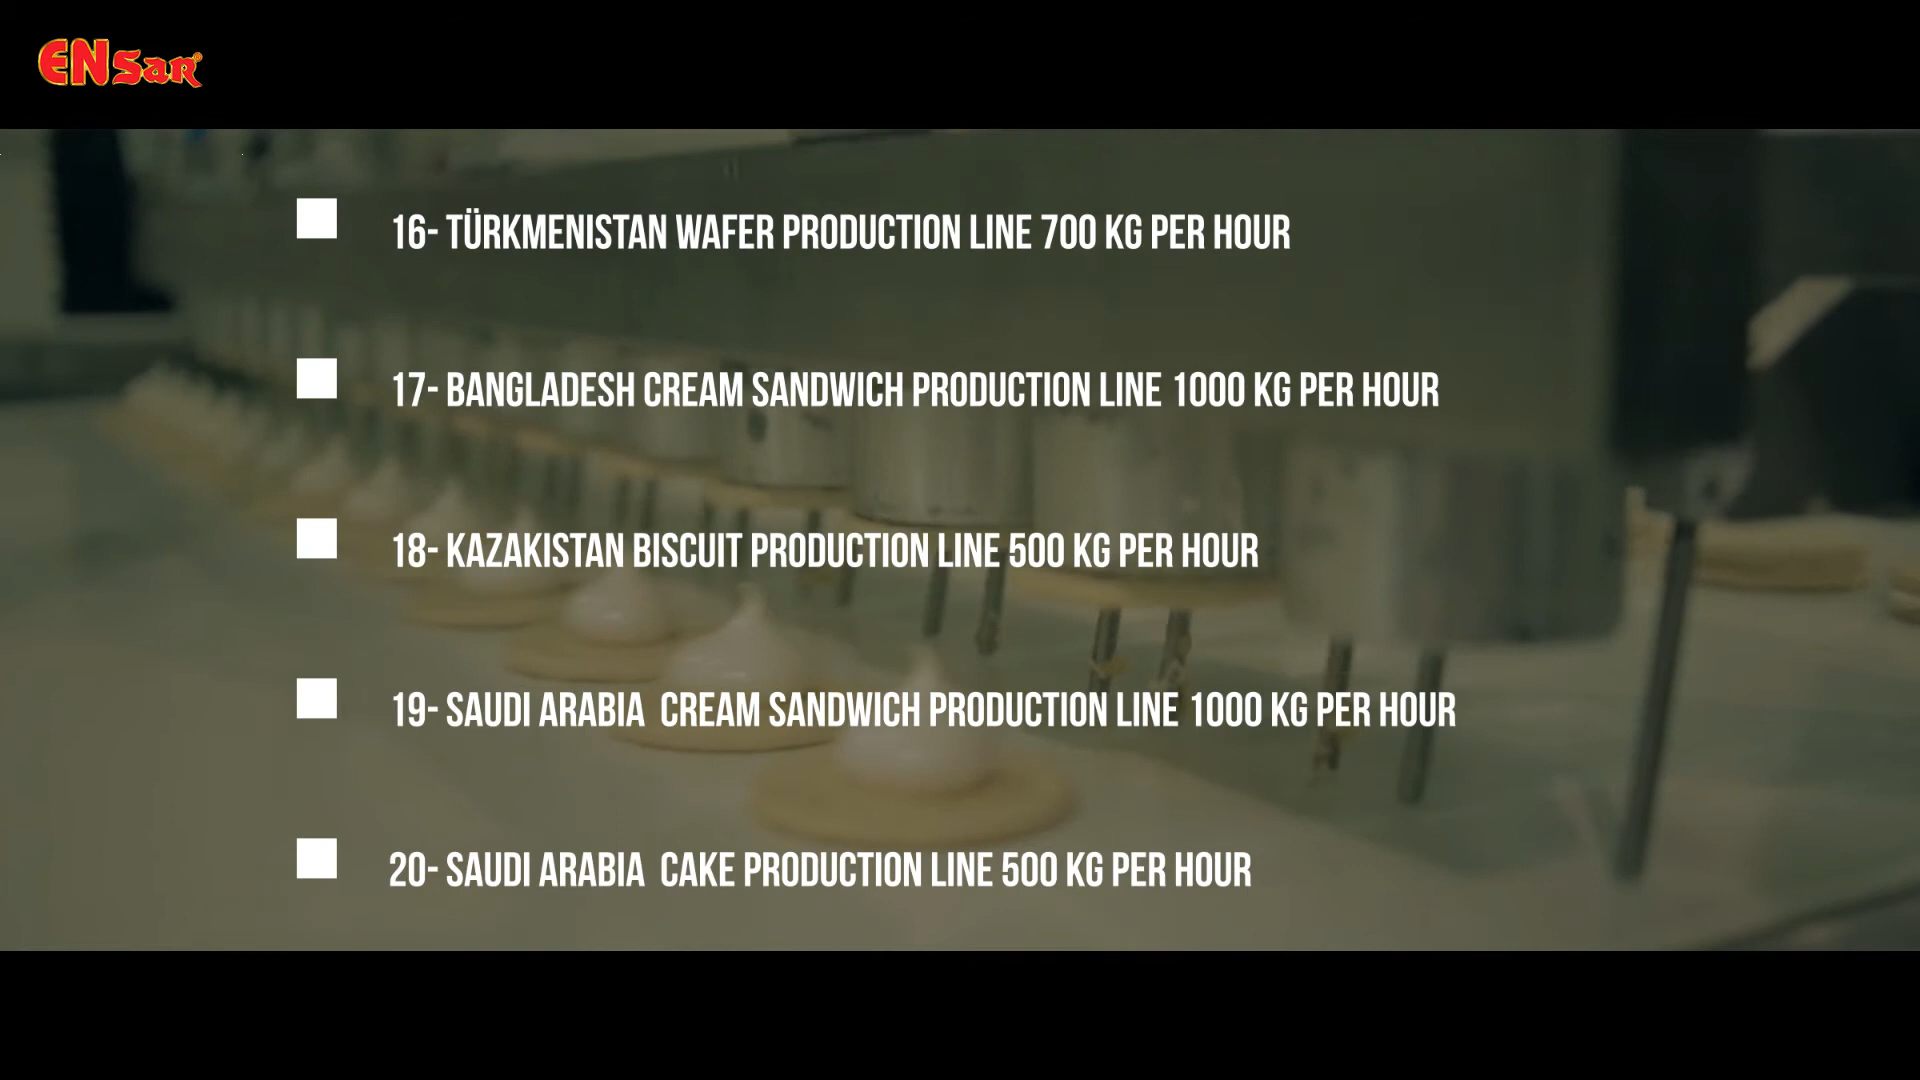 ENSAR
16- TÜRKMENISTAN WAFER PRODUCTION LINE 700 KG PER HOUR
17- BANGLADESH CREAM SANDWICH PRODUCTION LINE 1000 KG PER HOUR
18- KAZAKISTAN BISCUIT PRODUCTION LINE 500 KG PER HOUR
19- SAUDI ARABIA CREAM SANDWICH PRODUCTION LINE 1000 KG PER HOUR
20- SAUDI ARABIA CAKE PRODUCTION LINE 500 KG PER HOUR